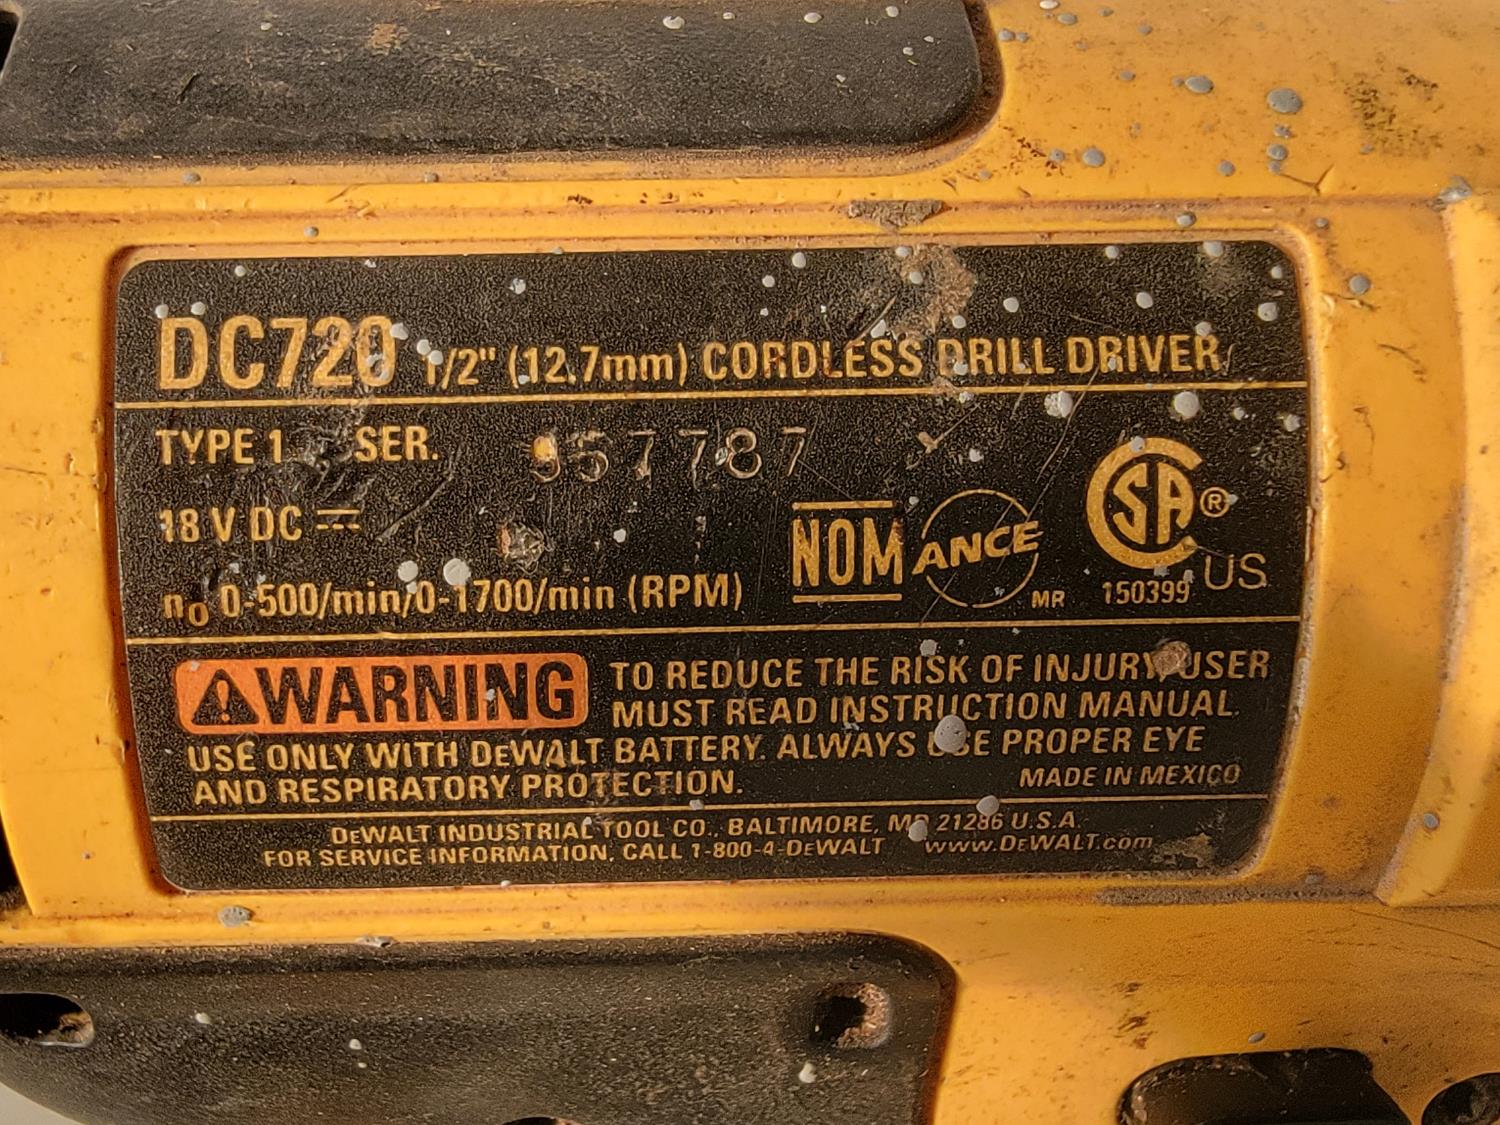 DC720 1/2" (12.7mm) CORDLESS DRILL DRIVER
TYPE 1 SER. 957787
18 V DC ⎓
NOM ANCE MR
CSA ® US
150399
n₀ 0-500/min/0-1700/min (RPM)
⚠WARNING TO REDUCE THE RISK OF INJURY, USER
MUST READ INSTRUCTION MANUAL.
USE ONLY WITH DEWALT BATTERY. ALWAYS USE PROPER EYE
AND RESPIRATORY PROTECTION. MADE IN MEXICO
DEWALT INDUSTRIAL TOOL CO., BALTIMORE, MD 21286 U.S.A.
FOR SERVICE INFORMATION, CALL 1-800-4-DEWALT www.DEWALT.com